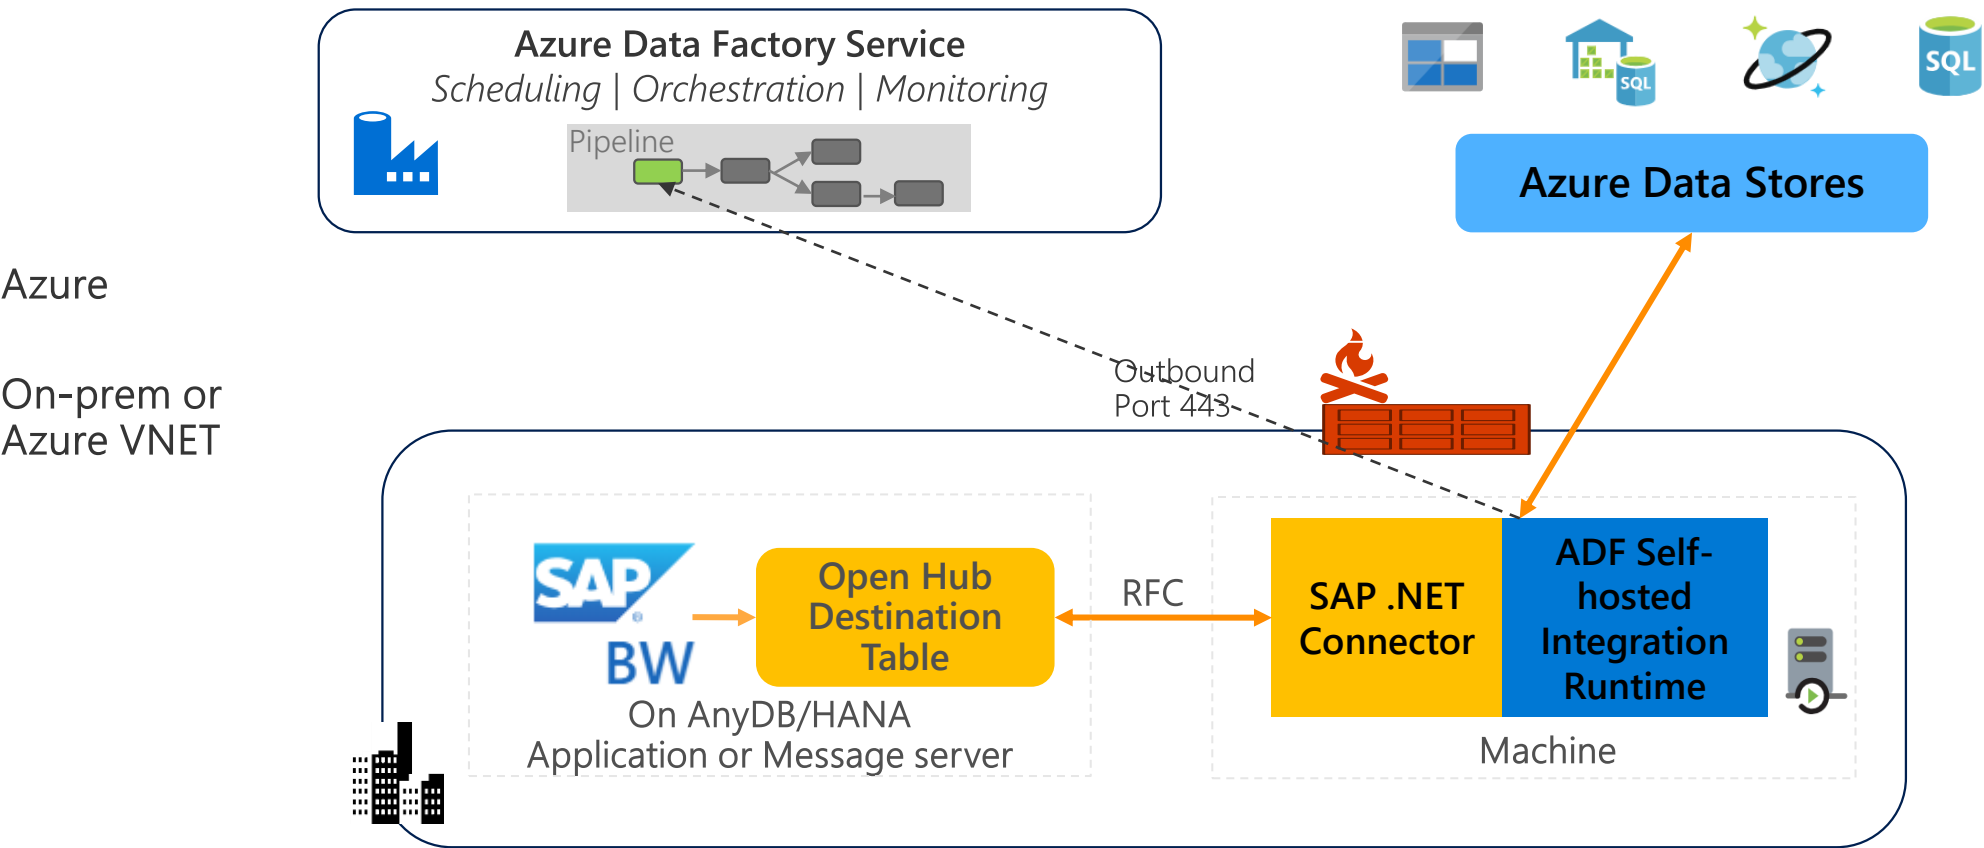 Azure Data Factory Service
Scheduling | Orchestration | Monitoring
Pipeline
SQL
SQL
Azure Data Stores
Azure
On-prem or
Azure VNET
Outbound
Port 443
SAP
®
BW
Open Hub
Destination
Table
On AnyDB/HANA
Application or Message server
RFC
SAP .NET
Connector
ADF Self-
hosted
Integration
Runtime
Machine